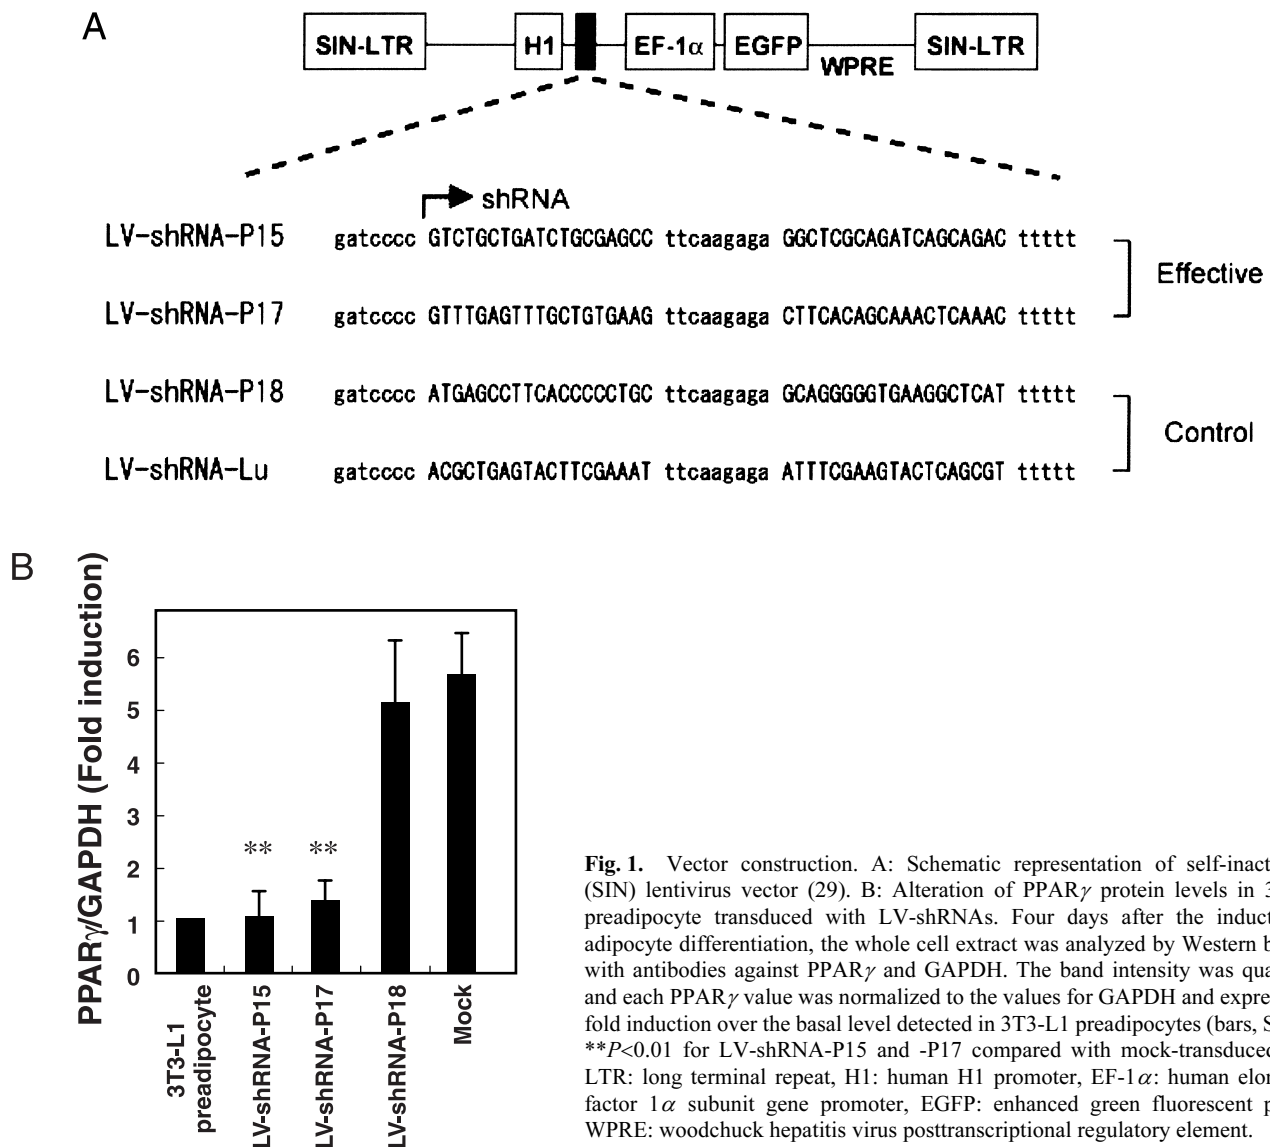 A
SIN-LTR H1 EF-1α EGFP WPRE SIN-LTR
shRNA
LV-shRNA-P15 gatcccc GTCTGCTGATCTGCGAGCC ttcaagaga GGCTCGCAGATCAGCAGAC ttttt
Effective
LV-shRNA-P17 gatcccc GTTTGAGTTTGCTGTGAAG ttcaagaga CTTCACAGCAAACTCAAAC ttttt
LV-shRNA-P18 gatcccc ATGAGCCTTCACCCCCTGC ttcaagaga GCAGGGGGTGAAGGCTCAT ttttt
Control
LV-shRNA-Lu gatcccc ACGCTGAGTACTTCGAAAT ttcaagaga ATTTCGAAGTACTCAGCGT ttttt
B
PPARγ/GAPDH (Fold induction)
6
5
4
3
2
1
0
** **
3T3-L1
preadipocyte
LV-shRNA-P15
LV-shRNA-P17
LV-shRNA-P18
Mock
Fig. 1. Vector construction. A: Schematic representation of self-inact
(SIN) lentivirus vector (29). B: Alteration of PPARγ protein levels in 3
preadipocyte transduced with LV-shRNAs. Four days after the induct
adipocyte differentiation, the whole cell extract was analyzed by Western b
with antibodies against PPARγ and GAPDH. The band intensity was qua
and each PPARγ value was normalized to the values for GAPDH and expre
fold induction over the basal level detected in 3T3-L1 preadipocytes (bars, S
**P<0.01 for LV-shRNA-P15 and -P17 compared with mock-transduced
LTR: long terminal repeat, H1: human H1 promoter, EF-1α: human elon
factor 1α subunit gene promoter, EGFP: enhanced green fluorescent p
WPRE: woodchuck hepatitis virus posttranscriptional regulatory element.